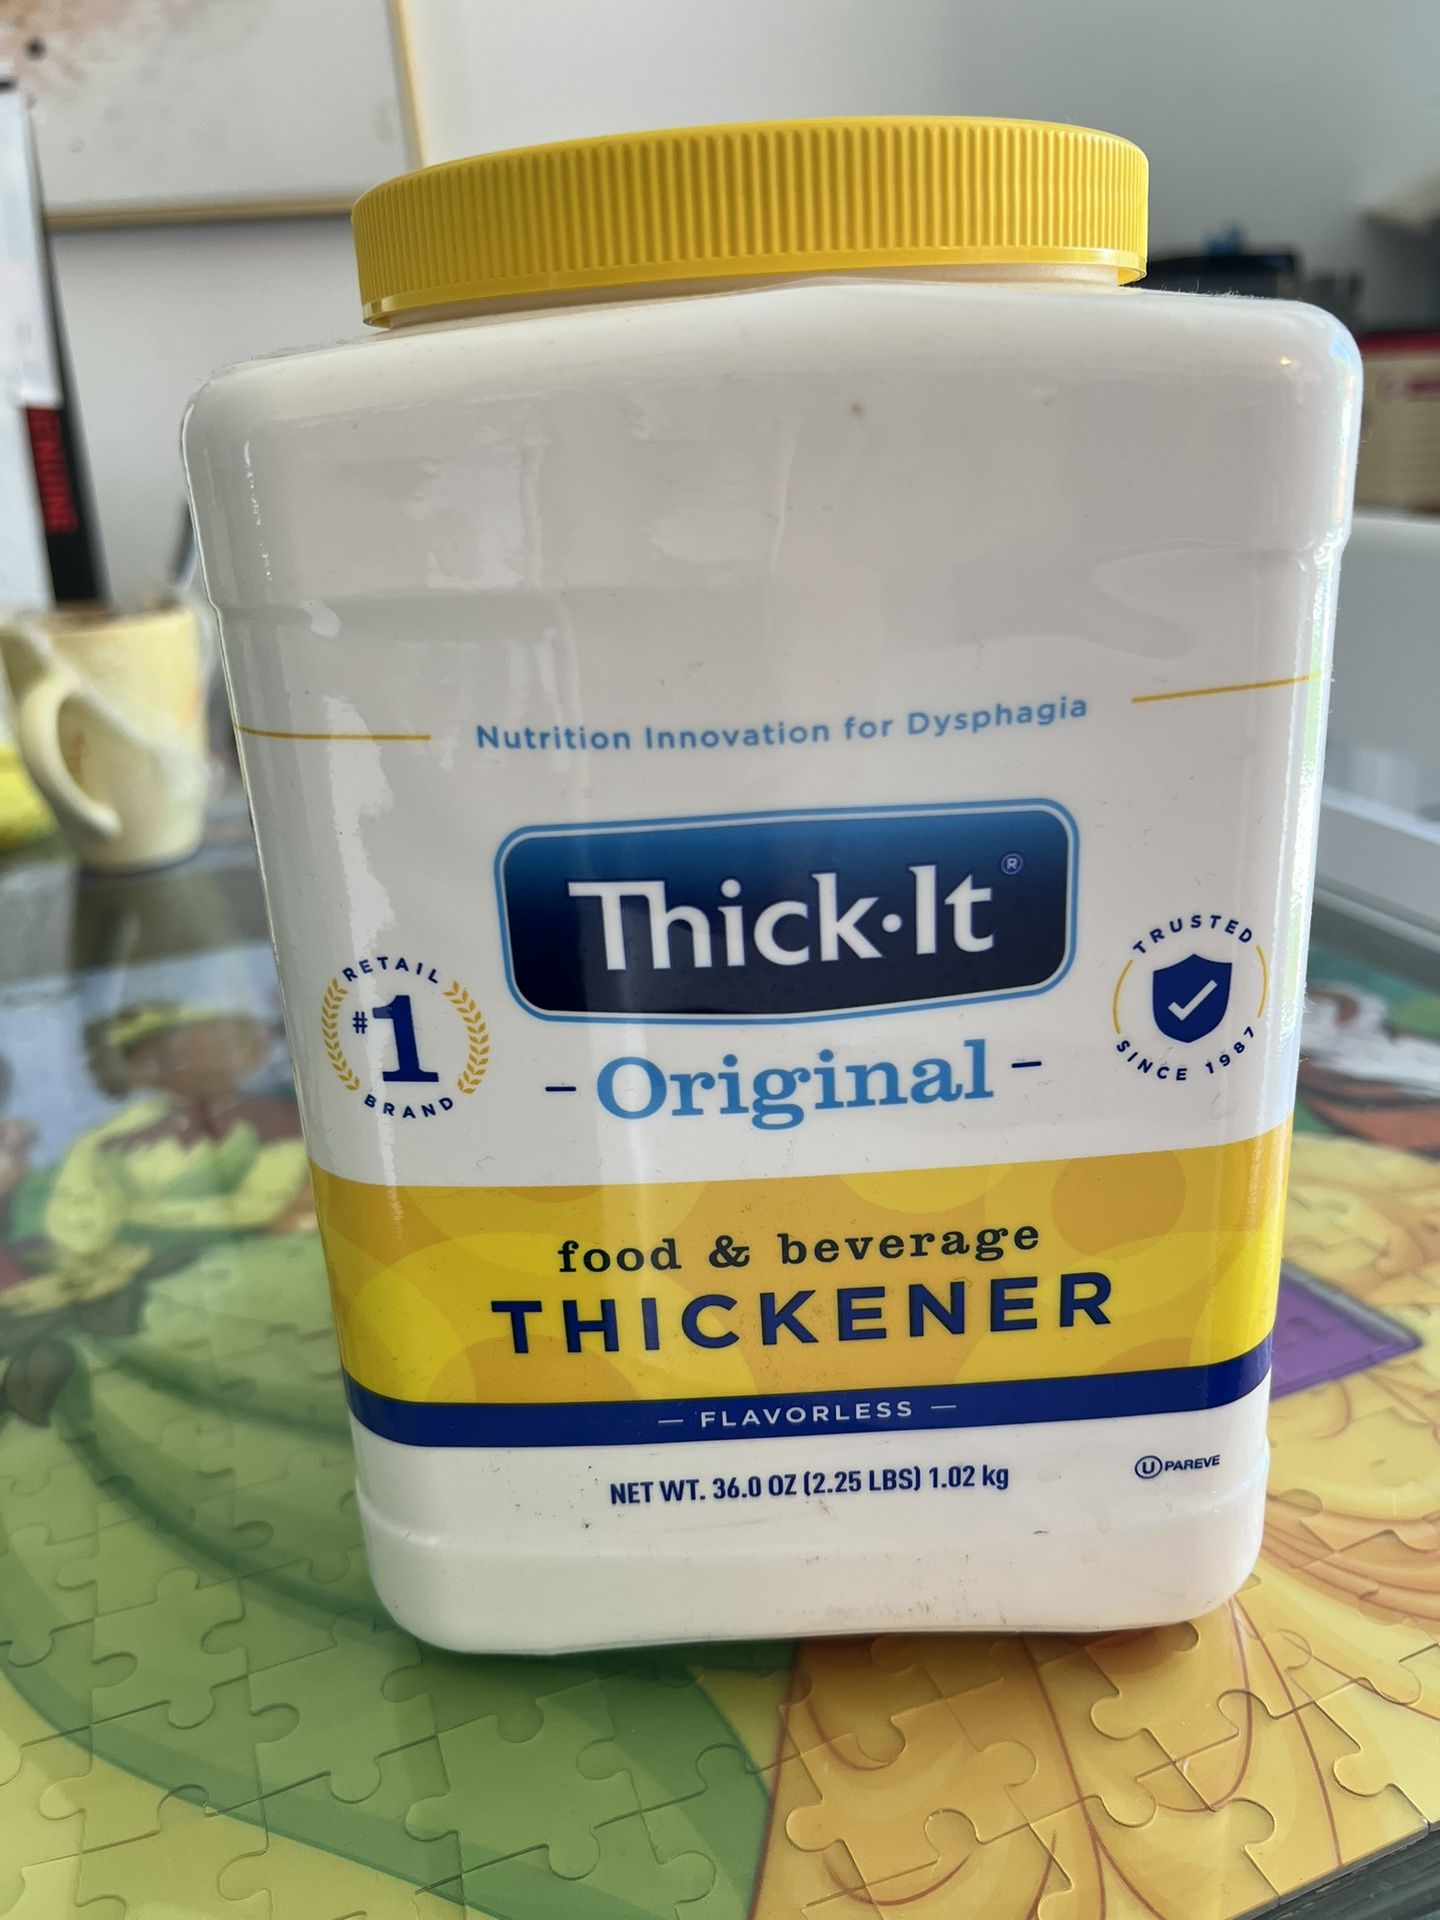 Nutrition Innovation for Dysphagia
Thick·It®
RETAIL
#1
BRAND
TRUSTED
SINCE 1987
- Original -
food & beverage
THICKENER
— FLAVORLESS —
NET WT. 36.0 OZ (2.25 LBS) 1.02 kg
Ⓤ PAREVE